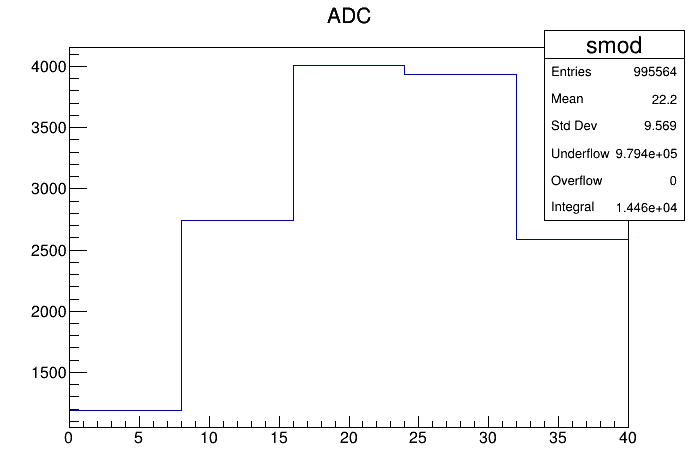 ADC
smod
Entries 995564
Mean 22.2
Std Dev 9.569
Underflow 9.794e+05
Overflow 0
Integral 1.446e+04
4000
3500
3000
2500
2000
1500
0 5 10 15 20 25 30 35 40